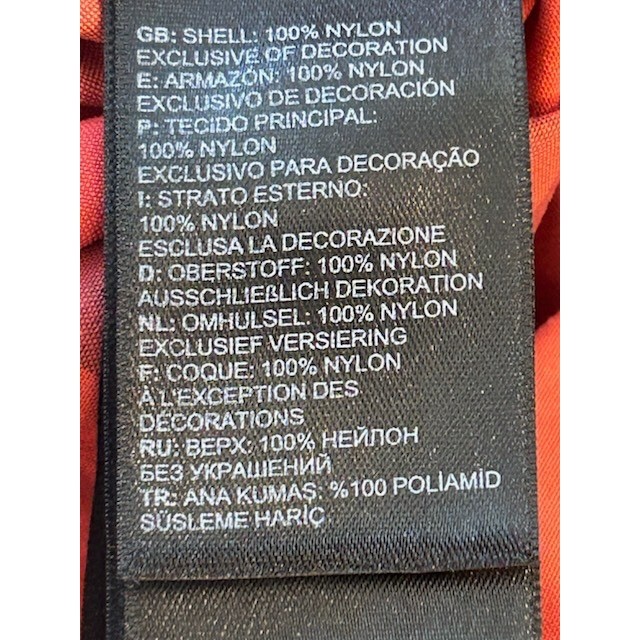 GB: SHELL: 100% NYLON
EXCLUSIVE OF DECORATION
E: ARMAZÓN: 100% NYLON
EXCLUSIVO DE DECORACIÓN
P: TECIDO PRINCIPAL:
100% NYLON
EXCLUSIVO PARA DECORAÇÃO
I: STRATO ESTERNO:
100% NYLON
ESCLUSA LA DECORAZIONE
D: OBERSTOFF: 100% NYLON
AUSSCHLIEßLICH DEKORATION
NL: OMHULSEL: 100% NYLON
EXCLUSIEF VERSIERING
F: COQUE: 100% NYLON
À L'EXCEPTION DES
DÉCORATIONS
RU: ВЕРХ: 100% НЕЙЛОН
БЕЗ УКРАШЕНИЙ
TR: ANA KUMAŞ: %100 POLİAMİD
SÜSLEME HARİÇ